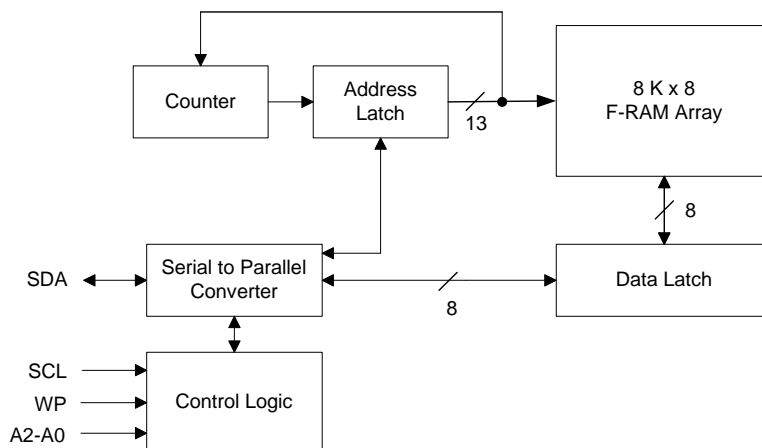 Counter
Address
Latch
13
8 K x 8
F-RAM Array
8
SDA
Serial to Parallel
Converter
8
Data Latch
SCL
WP
A2-A0
Control Logic